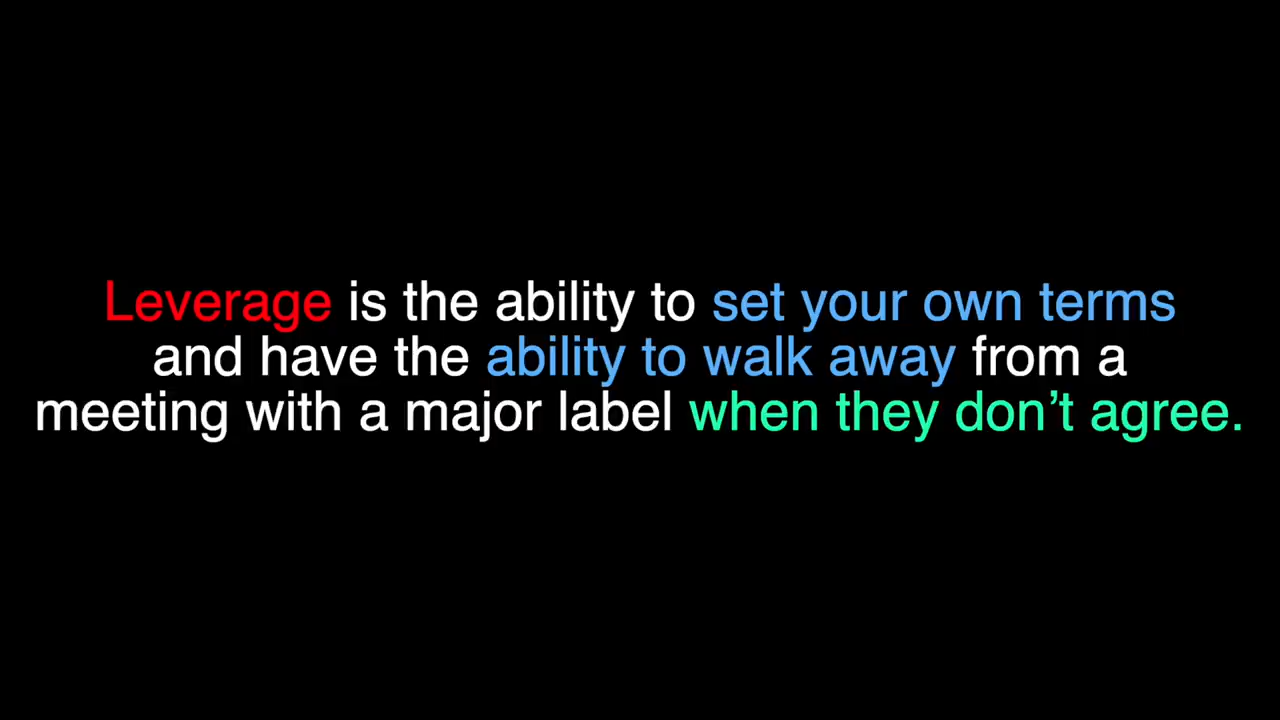 Leverage is the ability to set your own terms
and have the ability to walk away from a
meeting with a major label when they don’t agree.